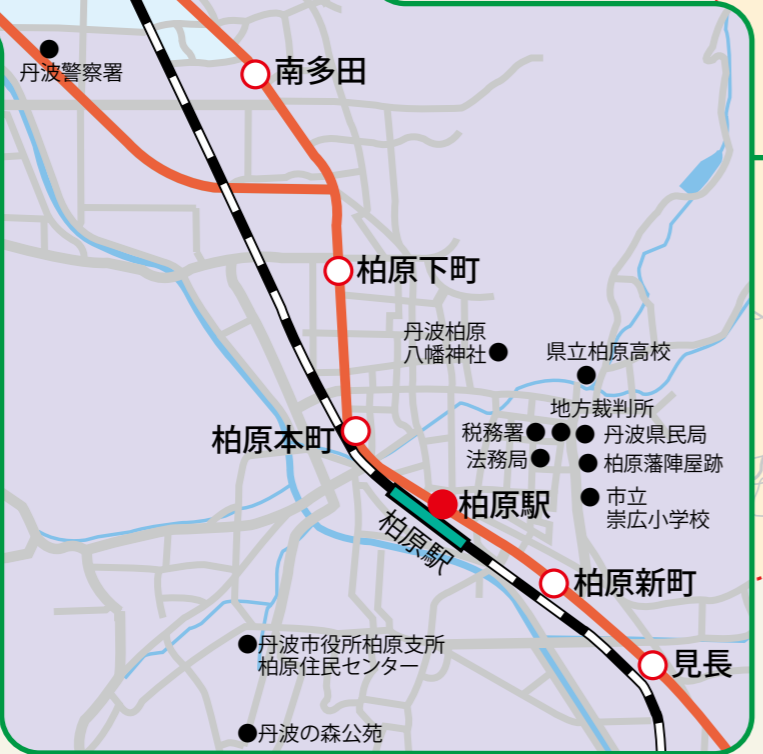 丹波警察署
南多田
柏原下町
丹波柏原
八幡神社
県立柏原高校
地方裁判所
税務署
丹波県民局
柏原本町
法務局
柏原藩陣屋跡
柏原駅
市立
崇広小学校
柏原駅
柏原新町
丹波市役所柏原支所
柏原住民センター
見長
丹波の森公苑